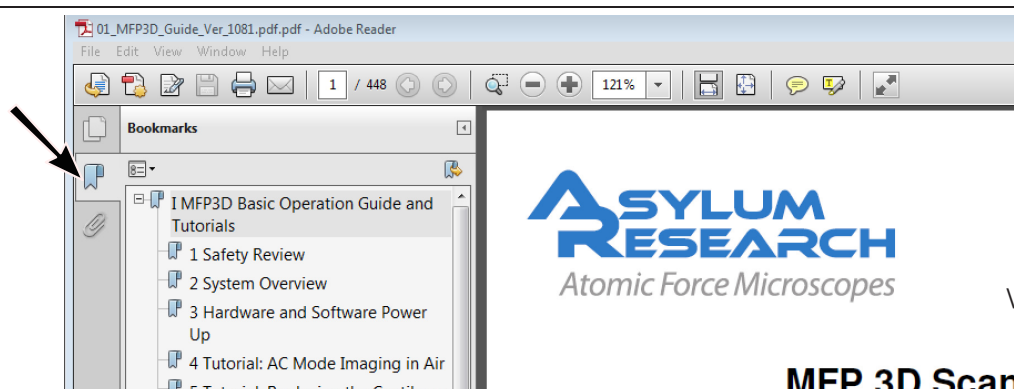 01_MFP3D_Guide_Ver_1081.pdf.pdf - Adobe Reader
File Edit View Window Help
1 / 448 121%
Bookmarks
I MFP3D Basic Operation Guide and
Tutorials
1 Safety Review
2 System Overview
3 Hardware and Software Power
Up
4 Tutorial: AC Mode Imaging in Air
ASYLUM
RESEARCH
Atomic Force Microscopes
MFP 3D